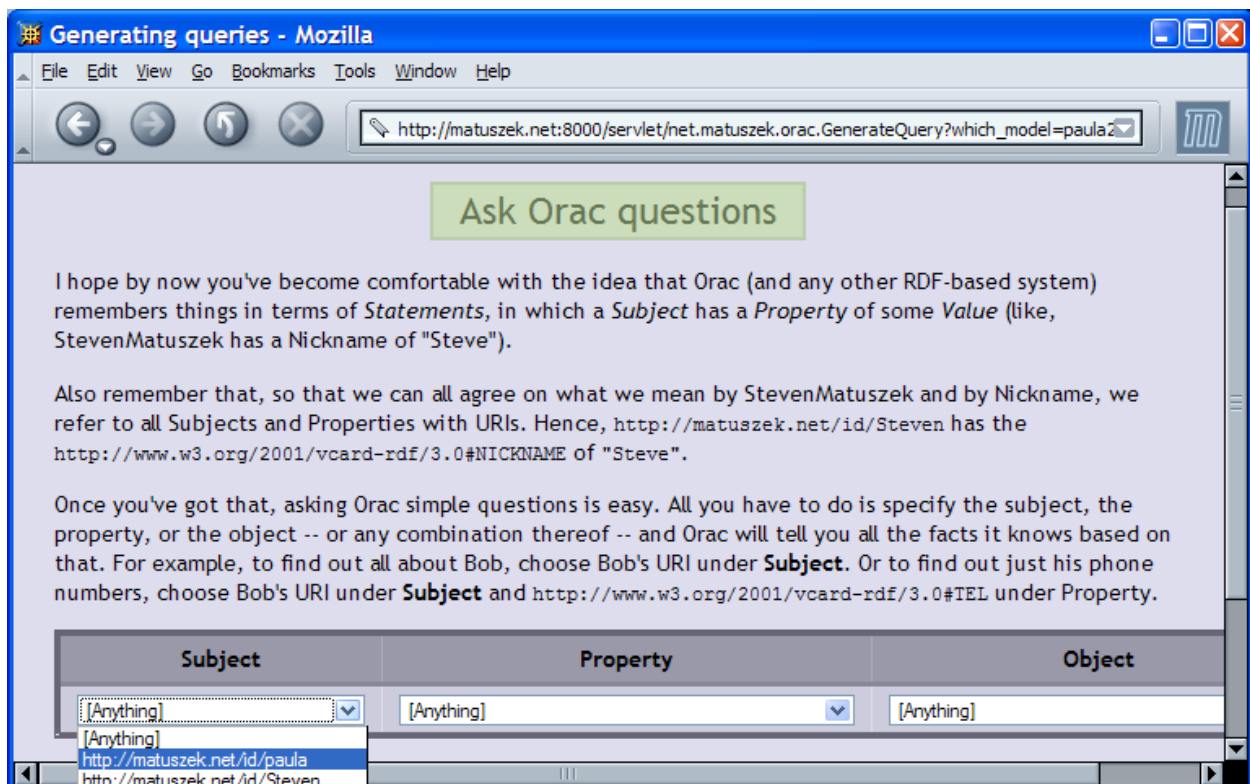 Generating queries - Mozilla
File Edit View Go Bookmarks Tools Window Help
http://matuszek.net:8000/servlet/net.matuszek.orac.GenerateQuery?which_model=paula2
Ask Orac questions
I hope by now you've become comfortable with the idea that Orac (and any other RDF-based system)
remembers things in terms of Statements, in which a Subject has a Property of some Value (like,
StevenMatuszek has a Nickname of "Steve").
Also remember that, so that we can all agree on what we mean by StevenMatuszek and by Nickname, we
refer to all Subjects and Properties with URIs. Hence, http://matuszek.net/id/Steven has the
http://www.w3.org/2001/vcard-rdf/3.0#NICKNAME of "Steve".
Once you've got that, asking Orac simple questions is easy. All you have to do is specify the subject, the
property, or the object -- or any combination thereof -- and Orac will tell you all the facts it knows based on
that. For example, to find out all about Bob, choose Bob's URI under Subject. Or to find out just his phone
numbers, choose Bob's URI under Subject and http://www.w3.org/2001/vcard-rdf/3.0#TEL under Property.
Subject Property Object
[Anything] [Anything] [Anything]
[Anything]
http://matuszek.net/id/paula
http://matuszek.net/id/Steven